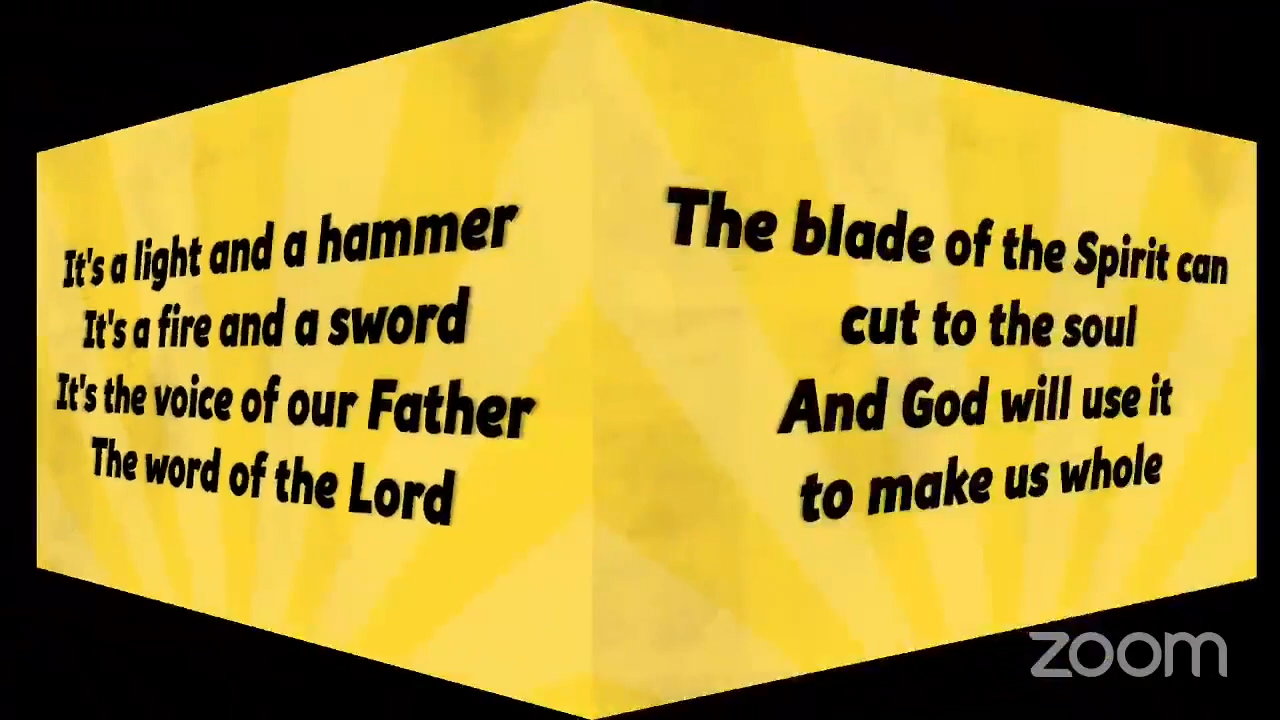 It's a light and a hammer
It's a fire and a sword
It's the voice of our Father
The word of the Lord
The blade of the Spirit can
cut to the soul
And God will use it
to make us whole
zoom